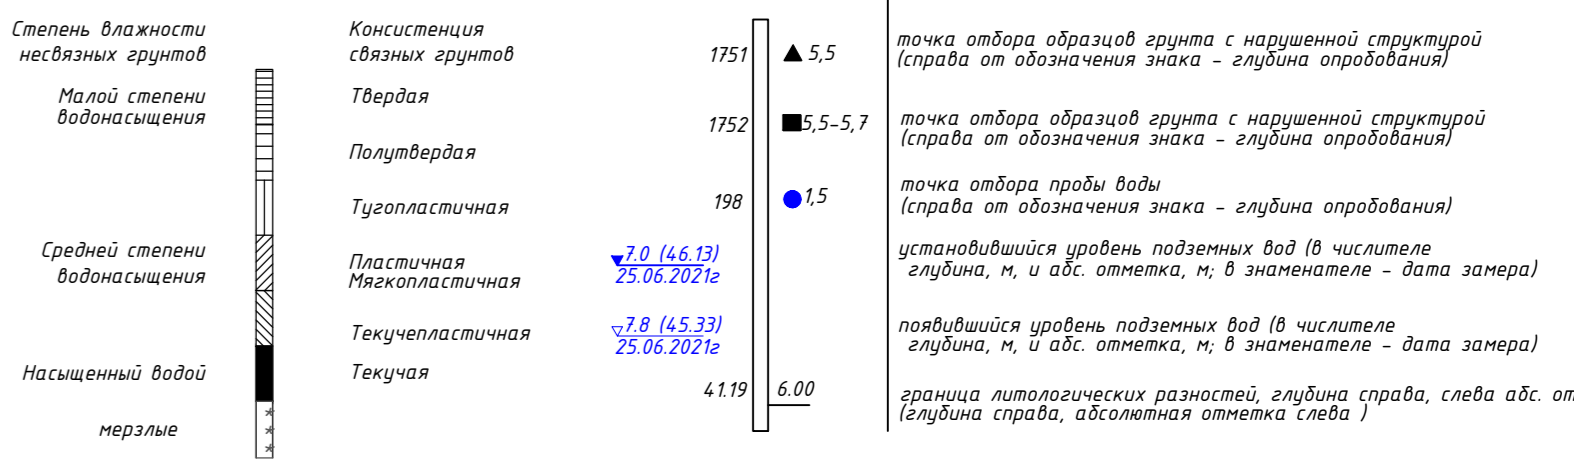 Степень влажности
несвязных грунтов
Малой степени
водонасыщения
Средней степени
водонасыщения
Насыщенный водой
мерзлые
Консистенция
связных грунтов
Твердая
Полутвердая
Тугопластичная
Пластичная
Мягкопластичная
Текучепластичная
Текучая
1751 5,5
точка отбора образцов грунта с нарушенной структурой
(справа от обозначения знака - глубина опробования)
1752 5,5-5,7
точка отбора образцов грунта с нарушенной структурой
(справа от обозначения знака - глубина опробования)
198 1,5
точка отбора пробы воды
(справа от обозначения знака - глубина опробования)
7.0 (46.13)
25.06.2021г
установившийся уровень подземных вод (в числителе
глубина, м, и абс. отметка, м; в знаменателе - дата замера)
7.8 (45.33)
25.06.2021г
появившийся уровень подземных вод (в числителе
глубина, м, и абс. отметка, м; в знаменателе - дата замера)
41.19 6.00
граница литологических разностей, глубина справа, слева абс. от
(глубина справа, абсолютная отметка слева )